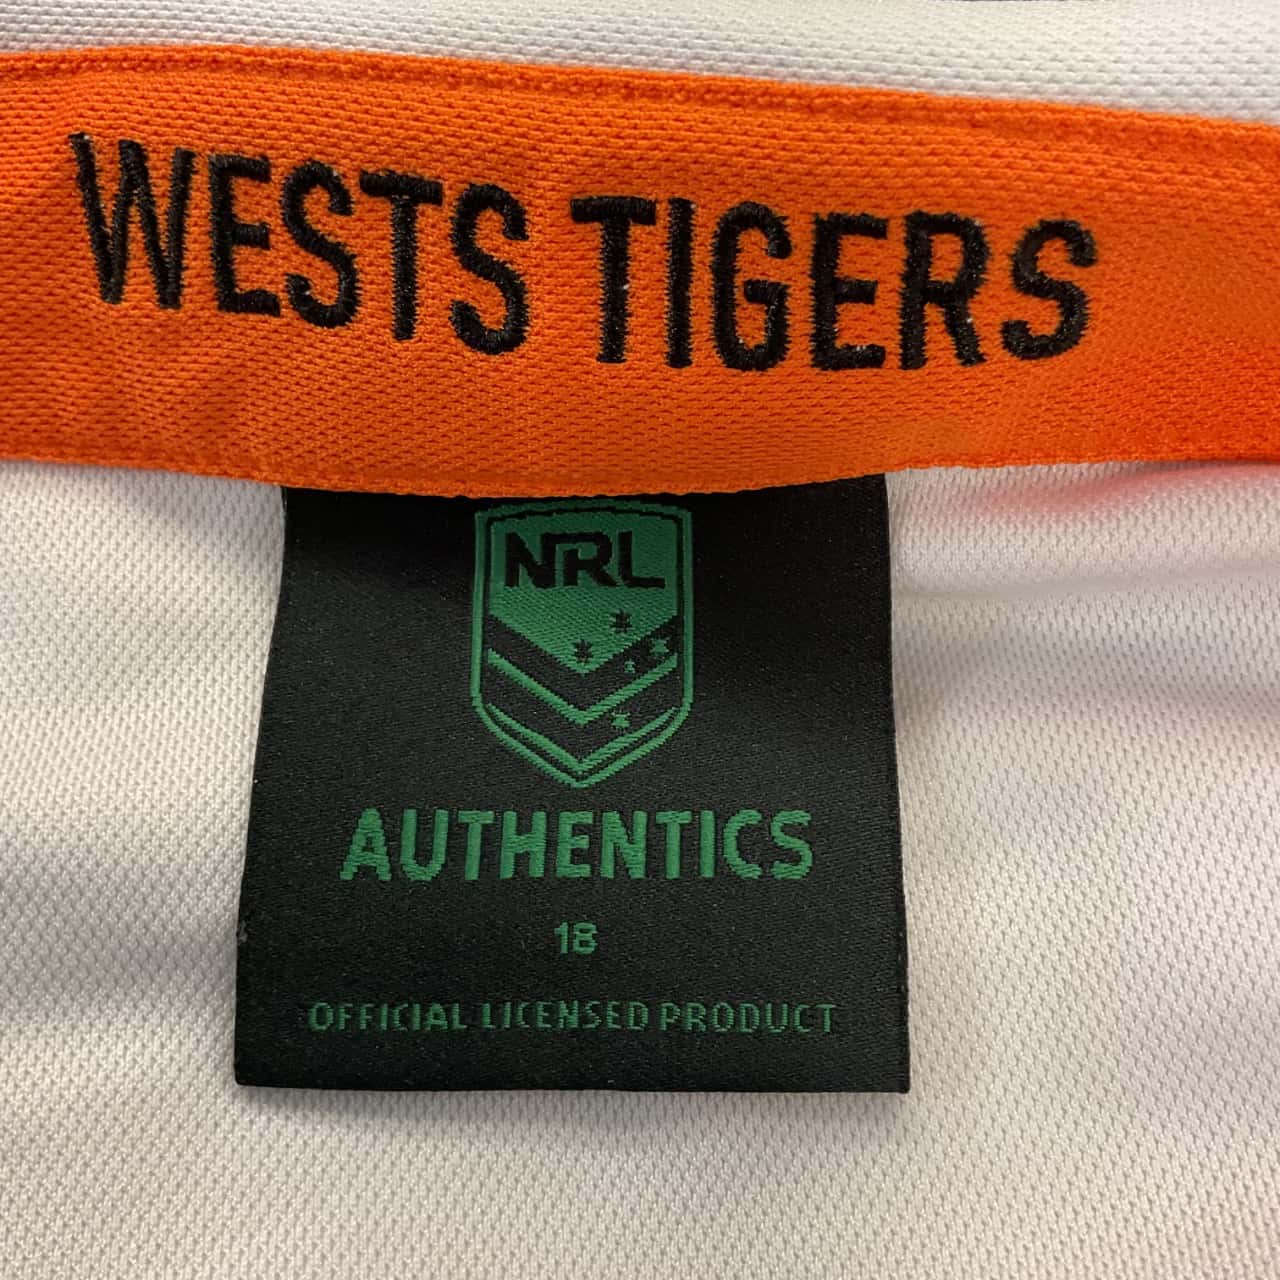 WESTS TIGERS
NRL
AUTHENTICS
18
OFFICIAL LICENSED PRODUCT